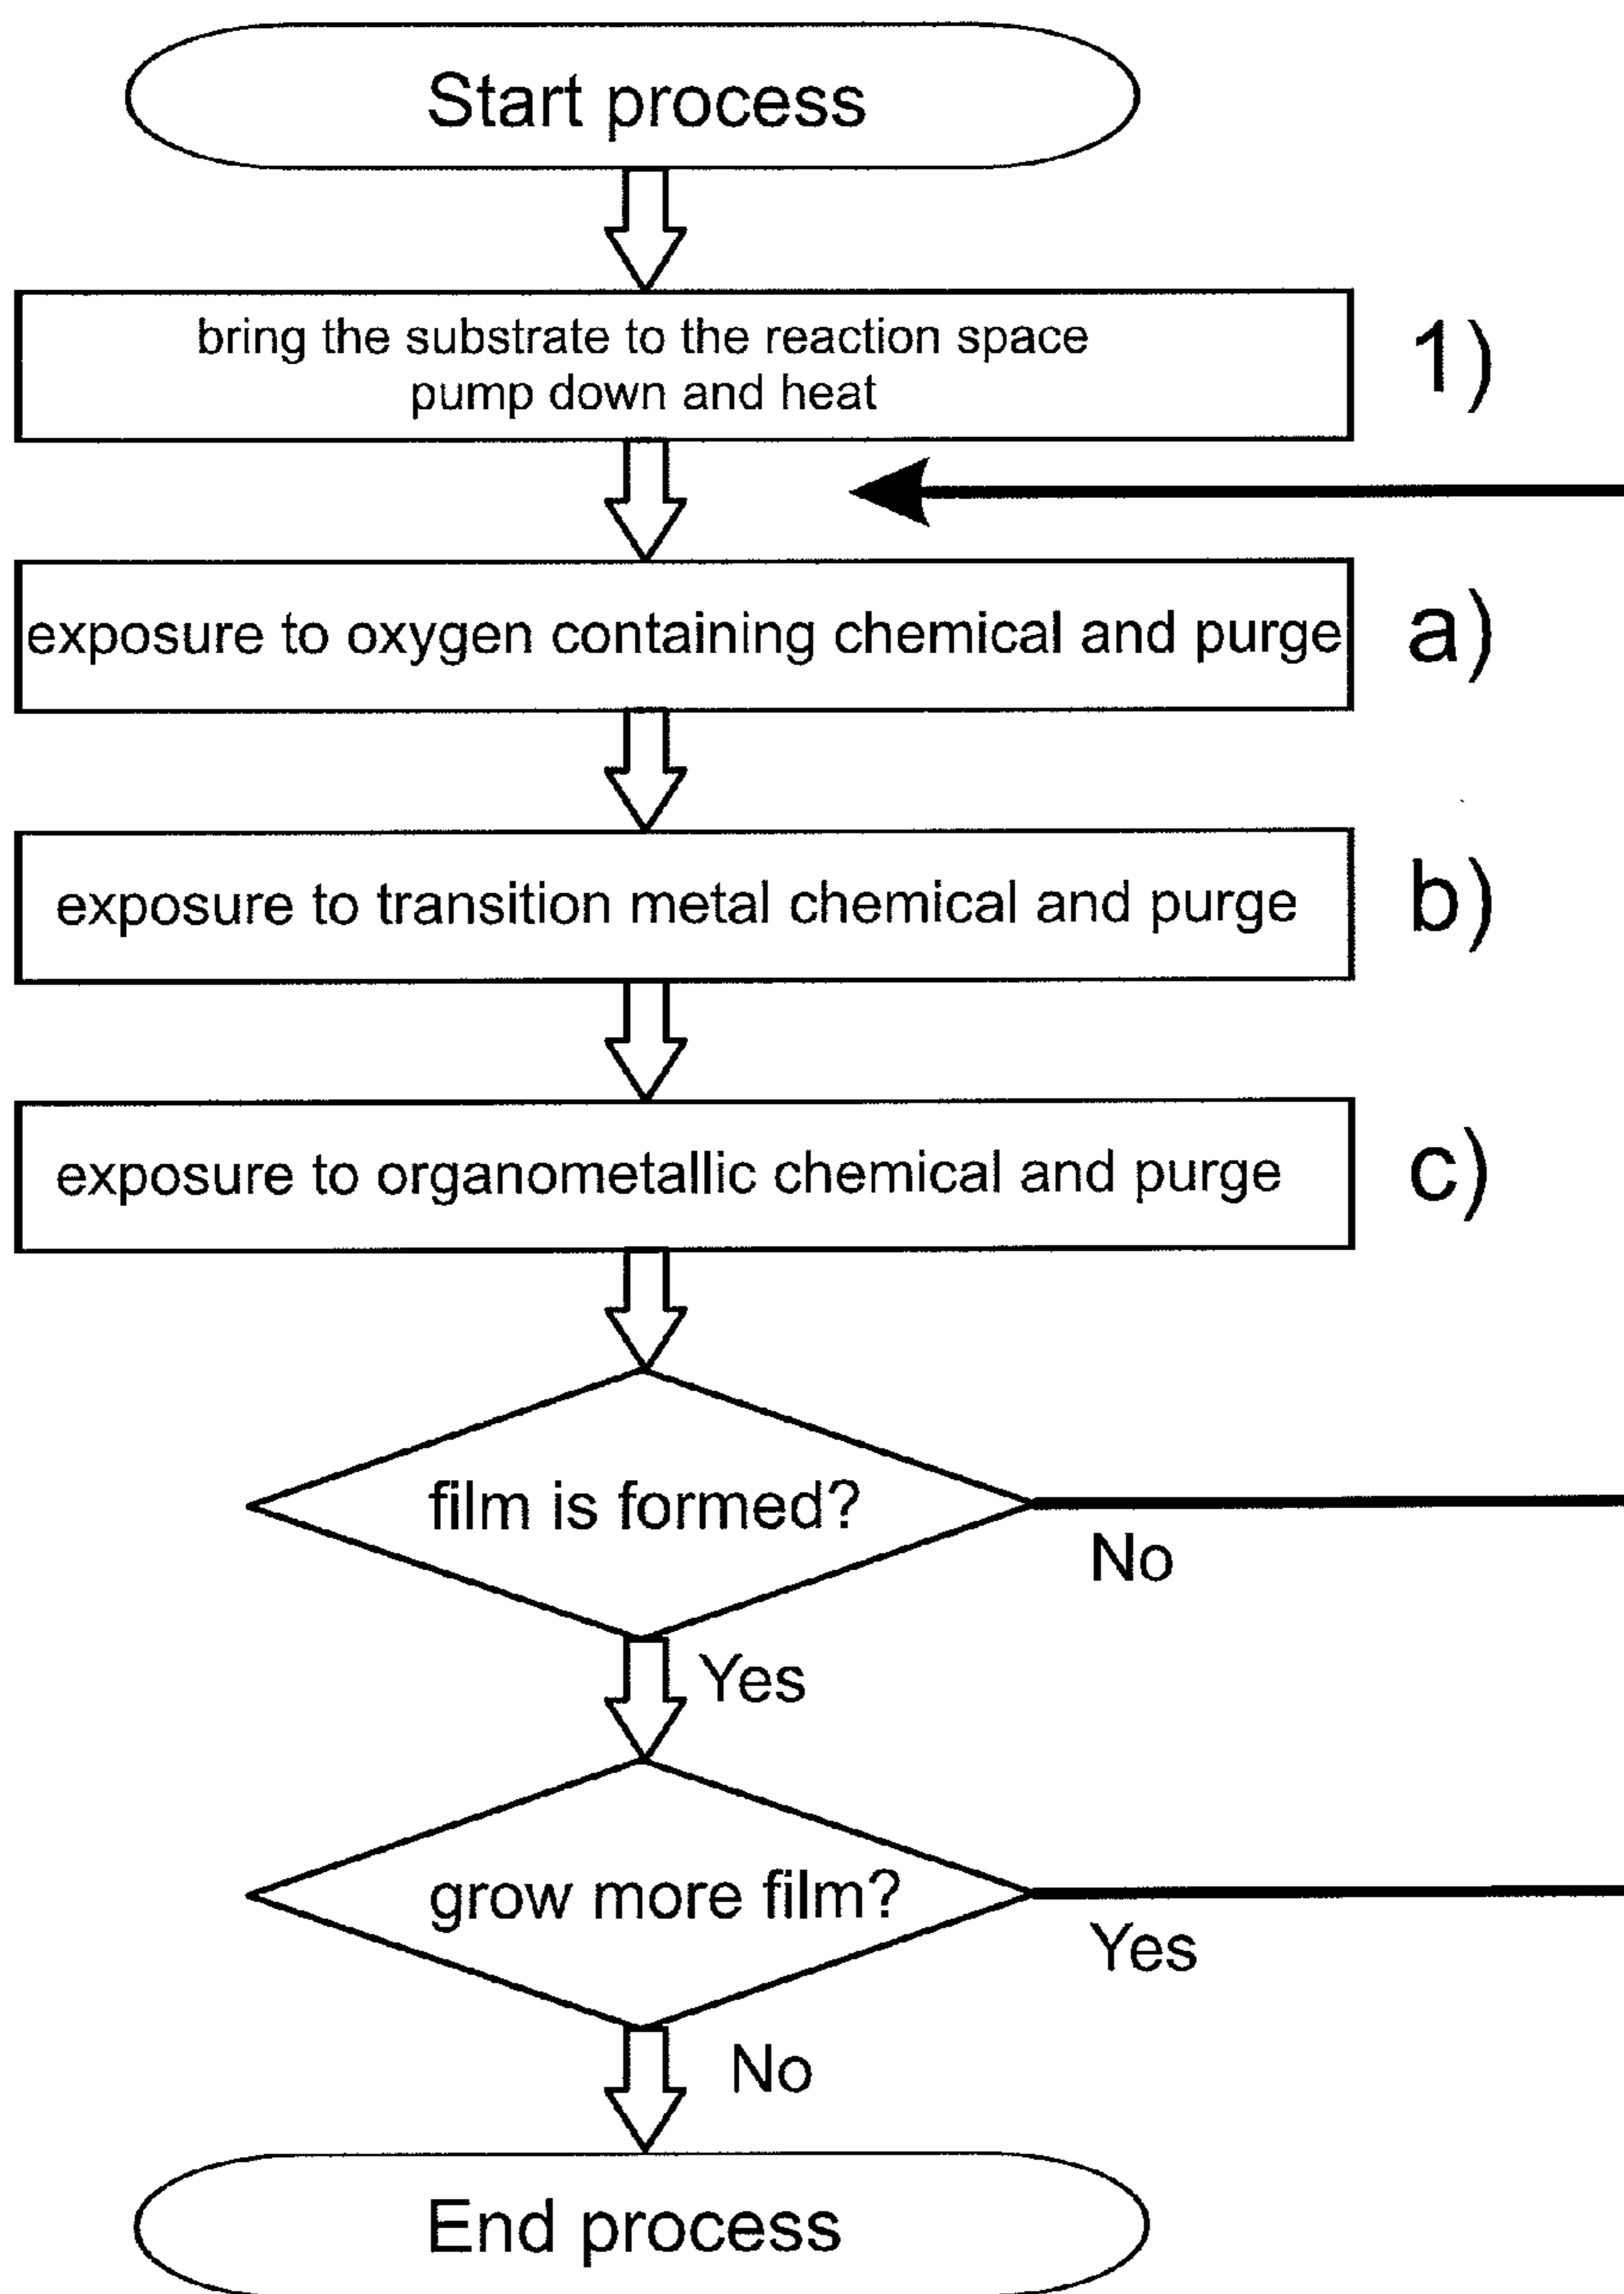 Start process
bring the substrate to the reaction space
pump down and heat
1)
exposure to oxygen containing chemical and purge
a)
exposure to transition metal chemical and purge
b)
exposure to organometallic chemical and purge
c)
film is formed?
No
Yes
grow more film?
Yes
No
End process